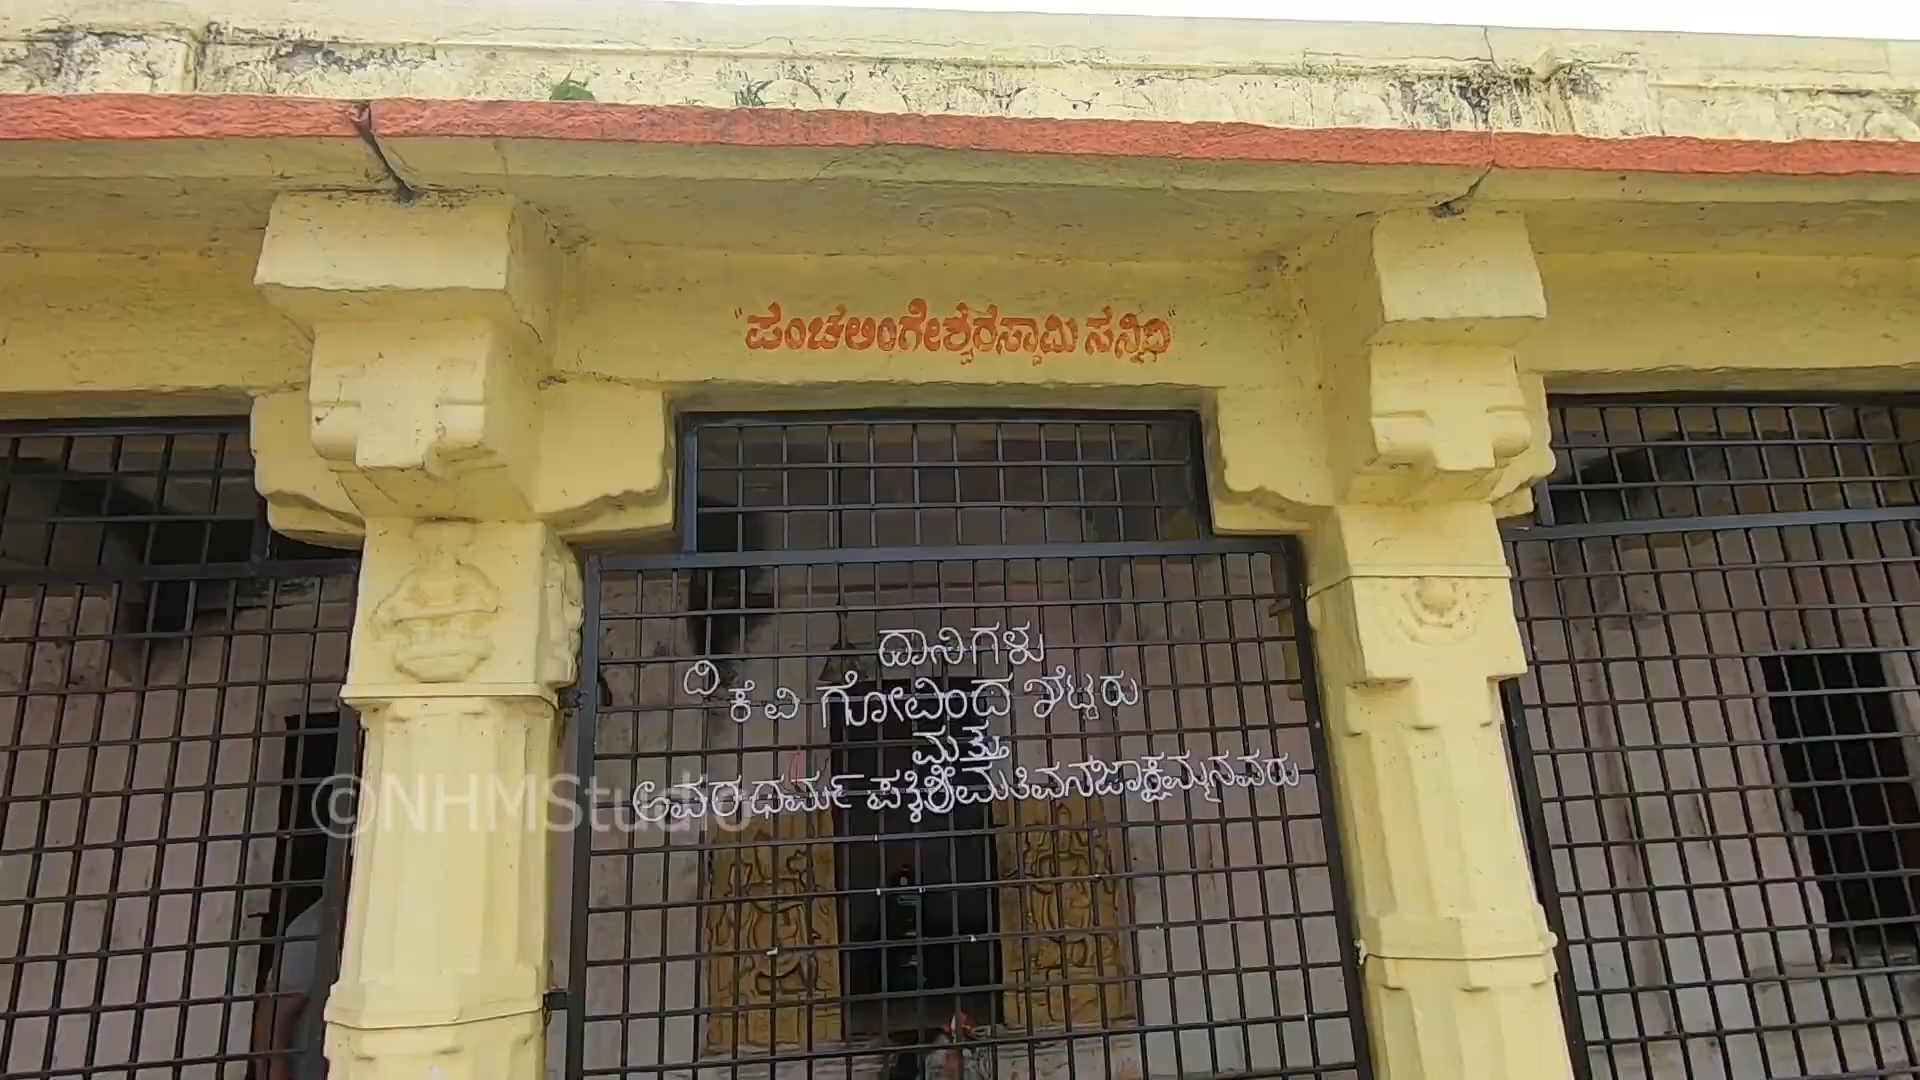 "ಪಂಚಲಿಂಗೇಶ್ವರಸ್ವಾಮಿ ಸನ್ನಿಧಿ"
ದಾನಿಗಳು
ದಿ ಕೆ ವಿ ಗೋವಿಂದ ಶೆಟ್ಟರು
ಮತ್ತು
ಅವರ ಧರ್ಮ ಪತ್ನಿ ಶ್ರೀಮತಿ ವನಜಾಕ್ಷಮ್ಮನವರು
©NHMStudio